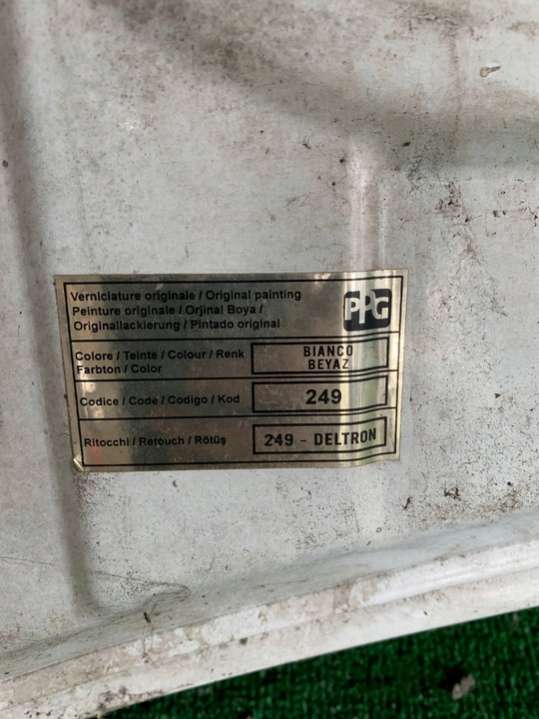 Verniciature originale / Original painting
Peinture originale / Orjinal Boya /
Originallackierung / Pintado original
PPG
Colore / Teinte / Colour / Renk
Farbton / Color
BIANCO
BEYAZ
Codice / Code / Codigo / Kod
249
Ritocchi / Retouch / Rötüş
249 - DELTRON